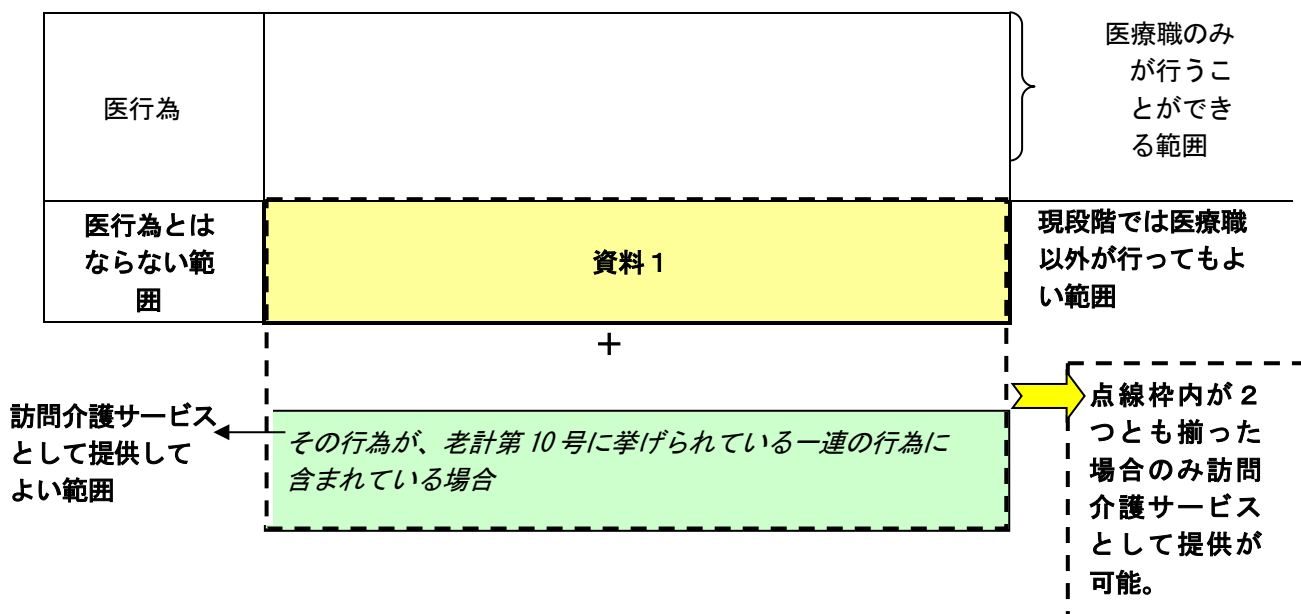 医行為
医療職のみ
が行うこ
とができ
る範囲
医行為とは
ならない範
囲
資料１
現段階では医療職
以外が行ってもよ
い範囲
＋
訪問介護サービス
として提供して
よい範囲
その行為が、老計第 10 号に挙げられている一連の行為に
含まれている場合
点線枠内が２
つとも揃った
場合のみ訪問
介護サービス
として提供が
可能。